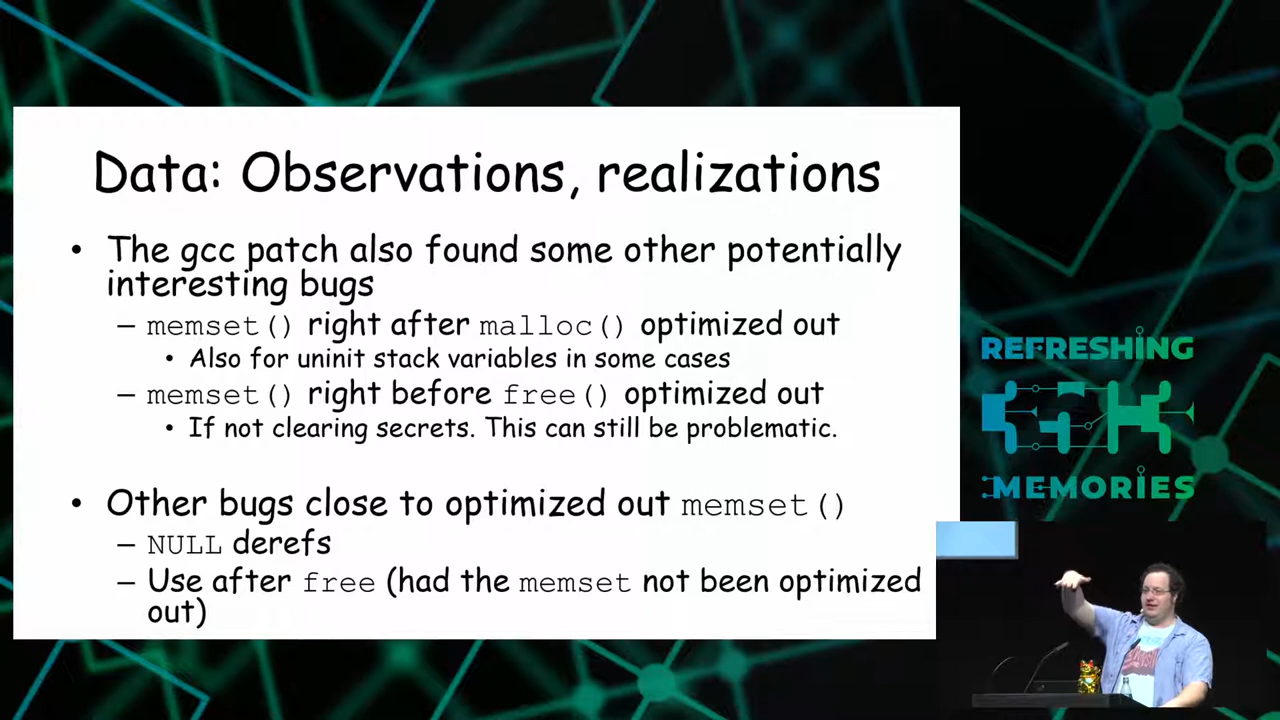 Data: Observations, realizations
• The gcc patch also found some other potentially
interesting bugs
– memset() right after malloc() optimized out
• Also for uninit stack variables in some cases
– memset() right before free() optimized out
• If not clearing secrets. This can still be problematic.
• Other bugs close to optimized out memset()
– NULL derefs
– Use after free (had the memset not been optimized
out)
REFRESHING
MEMORIES